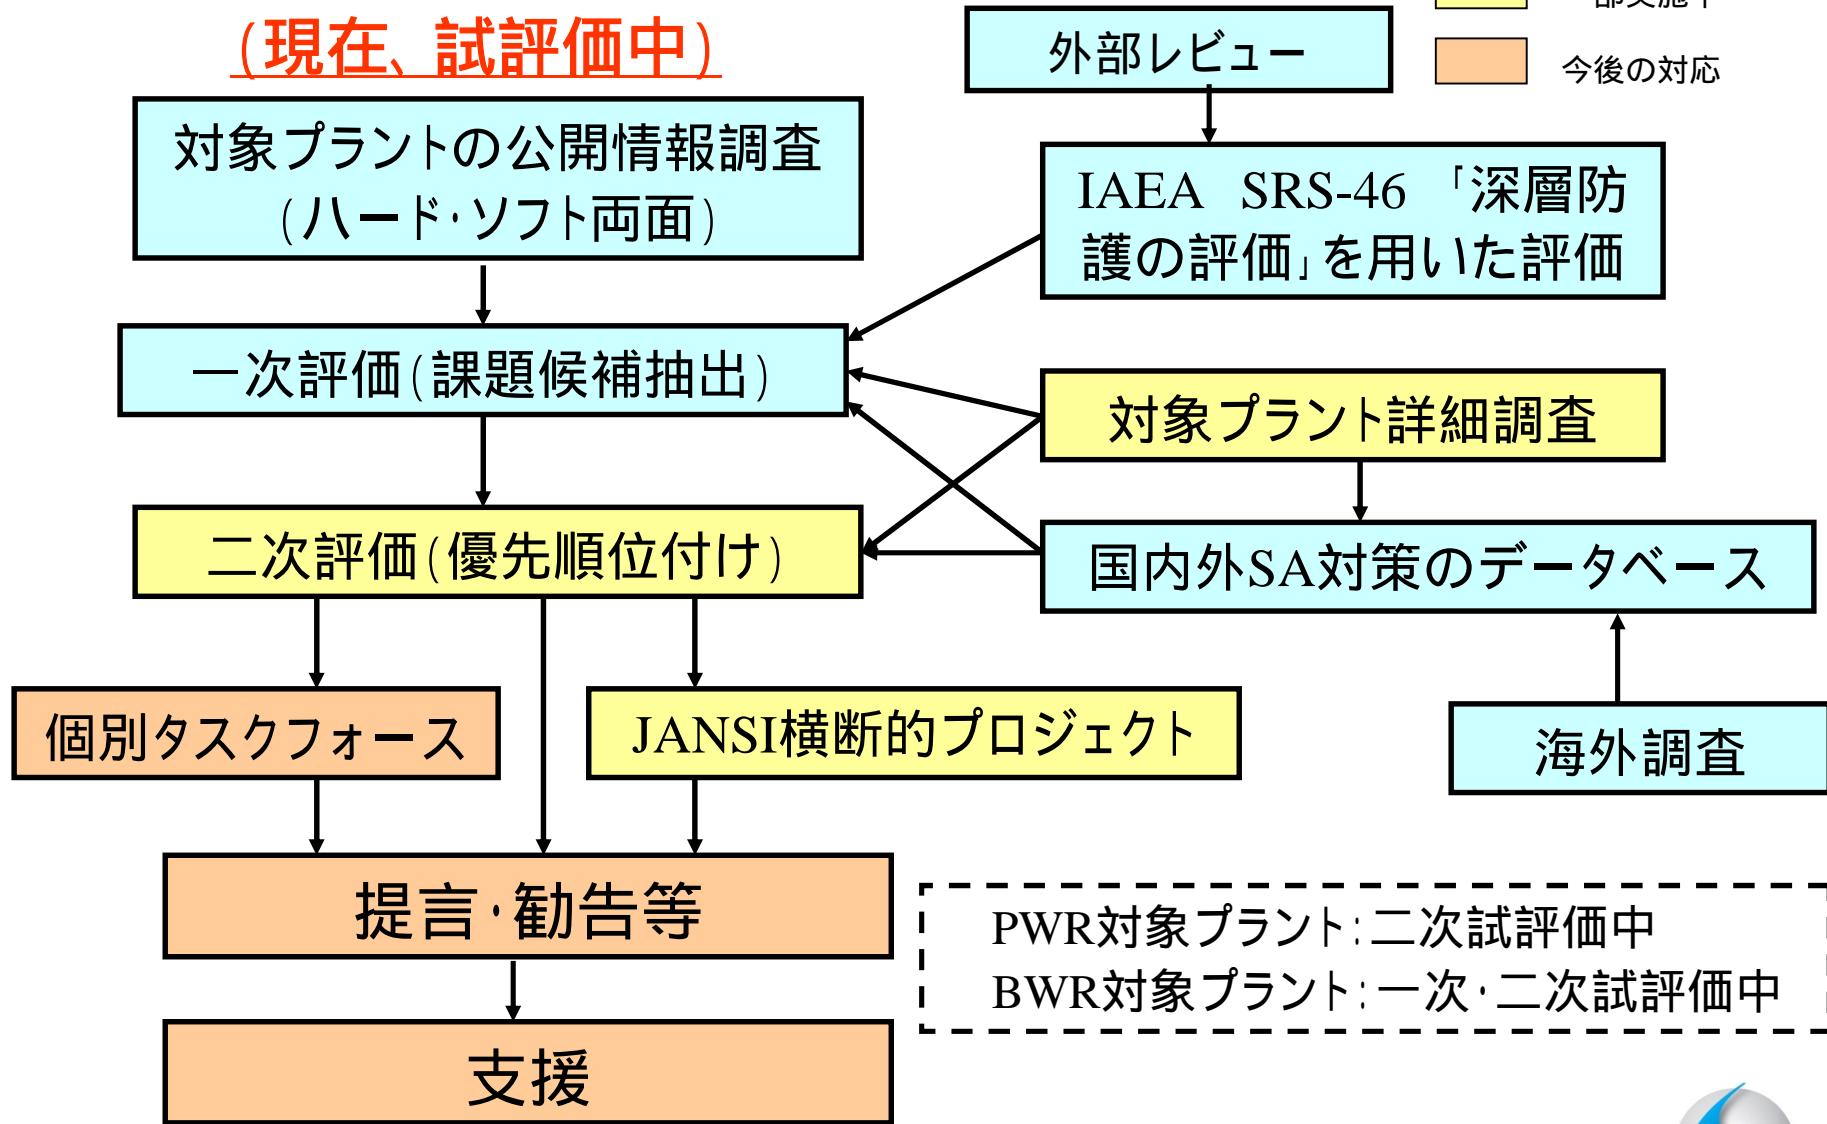 (現在、試評価中)
外部レビュー
今後の対応
対象プラントの公開情報調査
(ハード・ソフト両面)
IAEA SRS-46 「深層防
護の評価」を用いた評価
一次評価(課題候補抽出)
対象プラント詳細調査
二次評価(優先順位付け)
国内外SA対策のデータベース
個別タスクフォース
JANSI横断的プロジェクト
海外調査
提言・勧告等
PWR対象プラント:二次試評価中
BWR対象プラント:一次・二次試評価中
支援